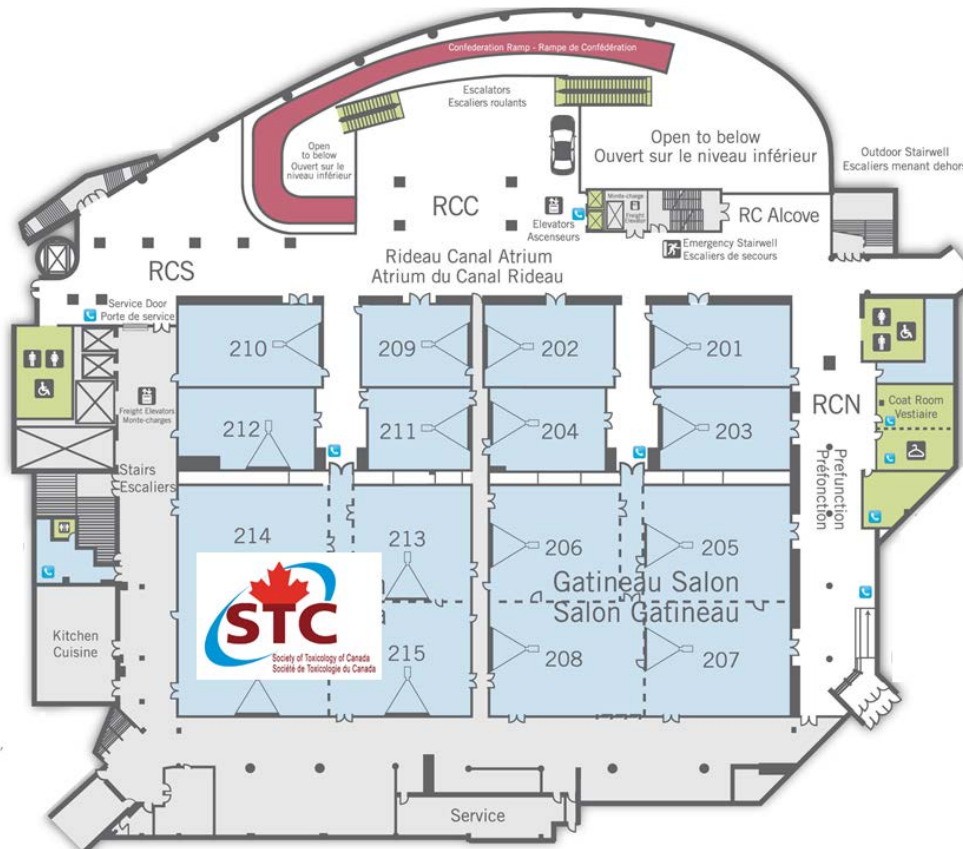 Confederation Ramp - Rampe de Confédération
Escalators
Escaliers roulants
Open
to below
Ouvert sur le
niveau inférieur
Open to below
Ouvert sur le niveau inférieur
Outdoor Stairwell
Escaliers menant dehors
RCC
Monte-charge
Freight
Elevators
Ascenseurs
RC Alcove
Emergency Stairwell
Escaliers de secours
RCS
Rideau Canal Atrium
Atrium du Canal Rideau
Service Door
Porte de service
210
209
202
201
Freight Elevators
Monte-charges
212
211
204
203
RCN
Coat Room
Vestiaire
Stairs
Escaliers
Prefunction
Préfonction
214
213
206
205
Gatineau Salon
Salon Gatineau
STC
Society of Toxicology of Canada
Société de Toxicologie du Canada
215
208
207
Kitchen
Cuisine
Service